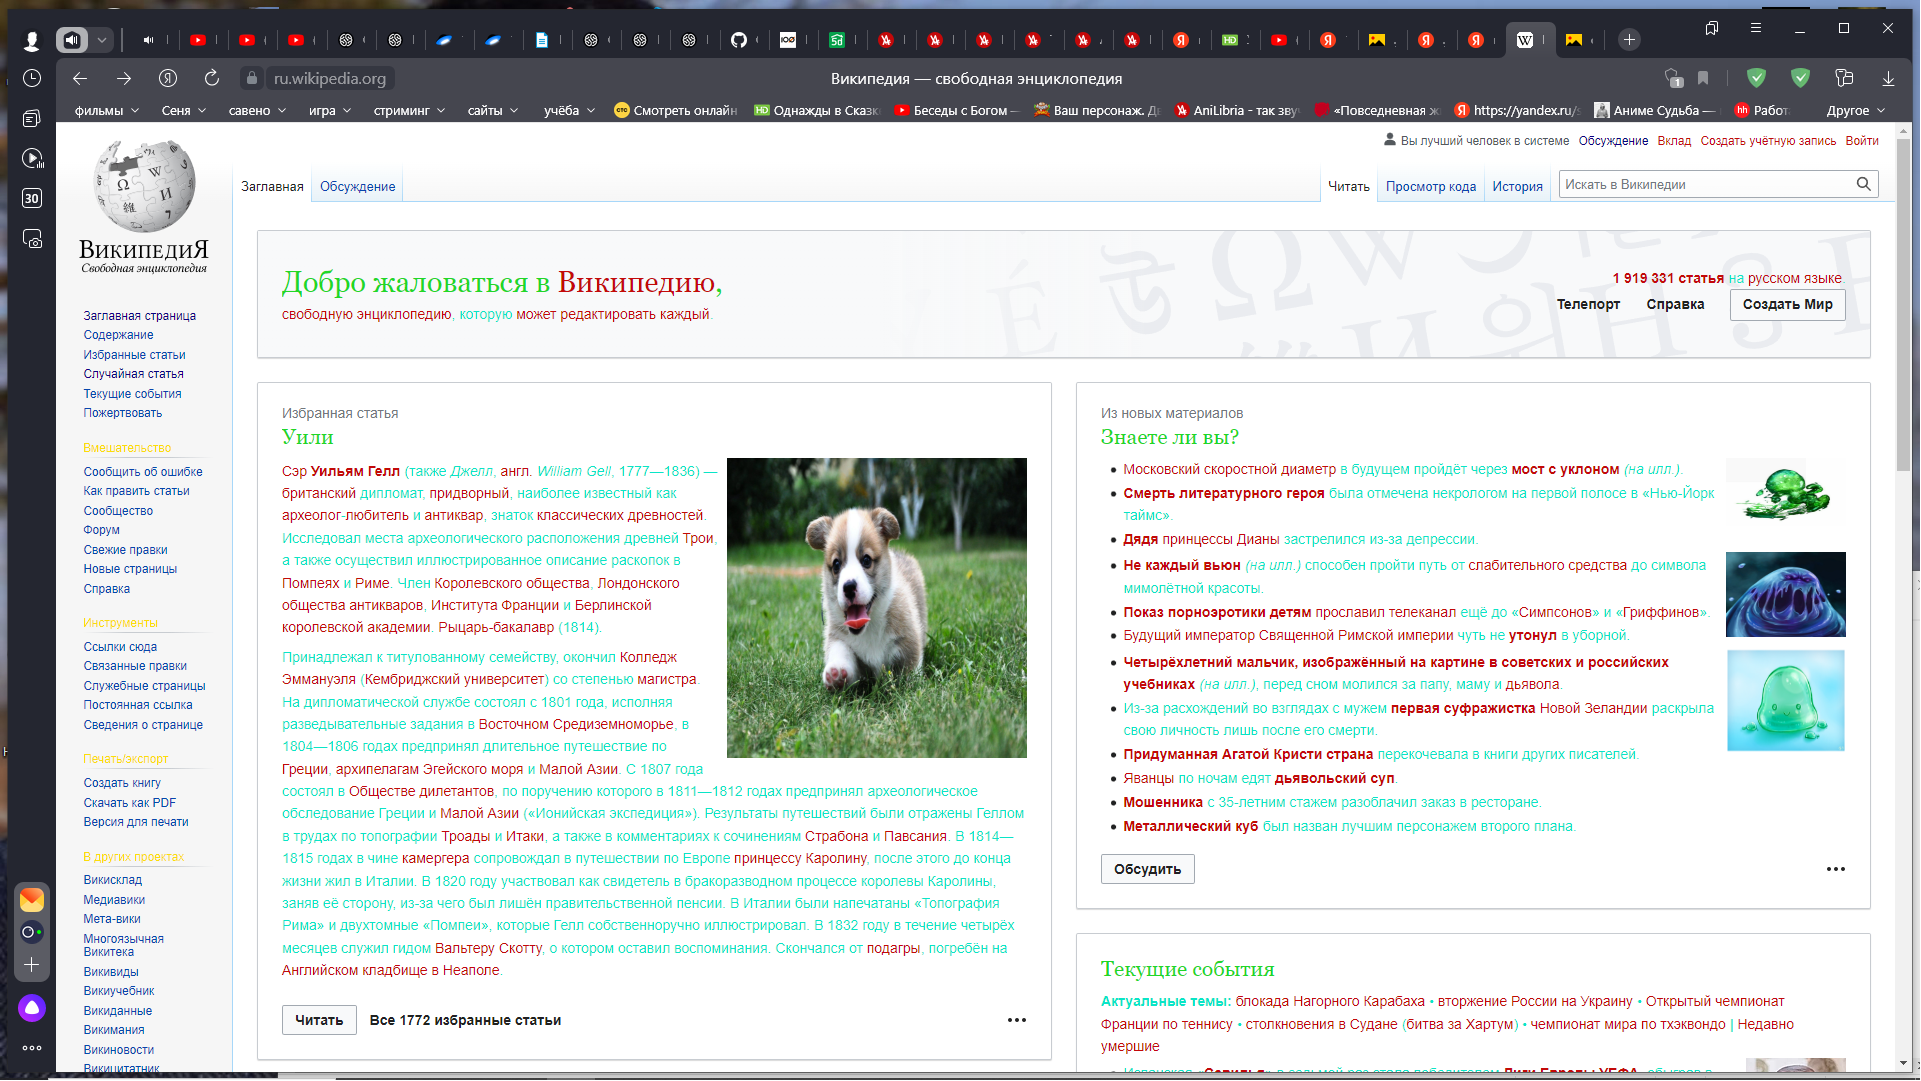 ru.wikipedia.org
Википедия — свободная энциклопедия
1
фильмы
Сеня
савено
игра
стриминг
сайты
учёба
Смотреть онлайн
Однажды в Сказк
Беседы с Богом —
Ваш персонаж. Д
AniLibria - так зву
«Повседневная ж
https://yandex.ru/s
Аниме Судьба —
Работ
Другое
30
ВикипедиЯ
Свободная энциклопедия
Вы лучший человек в системе Обсуждение Вклад Создать учётную запись Войти
Заглавная Обсуждение
Читать Просмотр кода История
Искать в Википедии
Заглавная страница
Содержание
Избранные статьи
Случайная статья
Текущие события
Пожертвовать
Вмешательство
Сообщить об ошибке
Как править статьи
Сообщество
Форум
Свежие правки
Новые страницы
Справка
Инструменты
Ссылки сюда
Связанные правки
Служебные страницы
Постоянная ссылка
Сведения о странице
Печать/экспорт
Создать книгу
Скачать как PDF
Версия для печати
В других проектах
Викисклад
Медиавики
Мета-вики
Многоязычная
Викитека
Викивиды
Викиучебник
Викиданные
Викимания
Викиновости
Викицитатник
Добро жаловаться в Википедию,
свободную энциклопедию, которую может редактировать каждый.
1 919 331 статья на русском языке.
Телепорт Справка Создать Мир
Избранная статья
Уили
Сэр Уильям Гелл (также Джелл, англ. William Gell, 1777—1836) —
британский дипломат, придворный, наиболее известный как
археолог-любитель и антиквар, знаток классических древностей.
Исследовал места археологического расположения древней Трои,
а также осуществил иллюстрированное описание раскопок в
Помпеях и Риме. Член Королевского общества, Лондонского
общества антикваров, Института Франции и Берлинской
королевской академии. Рыцарь-бакалавр (1814).
Принадлежал к титулованному семейству, окончил Колледж
Эммануэля (Кембриджский университет) со степенью магистра.
На дипломатической службе состоял с 1801 года, исполняя
разведывательные задания в Восточном Средиземноморье, в
1804—1806 годах предпринял длительное путешествие по
Греции, архипелагам Эгейского моря и Малой Азии. С 1807 года
состоял в Обществе дилетантов, по поручению которого в 1811—1812 годах предпринял археологическое
обследование Греции и Малой Азии («Ионийская экспедиция»). Результаты путешествий были отражены Геллом
в трудах по топографии Троады и Итаки, а также в комментариях к сочинениям Страбона и Павсания. В 1814—
1815 годах в чине камергера сопровождал в путешествии по Европе принцессу Каролину, после этого до конца
жизни жил в Италии. В 1820 году участвовал как свидетель в бракоразводном процессе королевы Каролины,
заняв её сторону, из-за чего был лишён правительственной пенсии. В Италии были напечатаны «Топография
Рима» и двухтомные «Помпеи», которые Гелл собственноручно иллюстрировал. В 1832 году в течение четырёх
месяцев служил гидом Вальтеру Скотту, о котором оставил воспоминания. Скончался от подагры, погребён на
Английском кладбище в Неаполе.
Читать Все 1772 избранные статьи
Из новых материалов
Знаете ли вы?
Московский скоростной диаметр в будущем пройдёт через мост с уклоном (на илл.).
Смерть литературного героя была отмечена некрологом на первой полосе в «Нью-Йорк
таймс».
Дядя принцессы Дианы застрелился из-за депрессии.
Не каждый вьюн (на илл.) способен пройти путь от слабительного средства до символа
мимолётной красоты.
Показ порноэротики детям прославил телеканал ещё до «Симпсонов» и «Гриффинов».
Будущий император Священной Римской империи чуть не утонул в уборной.
Четырёхлетний мальчик, изображённый на картине в советских и российских
учебниках (на илл.), перед сном молился за папу, маму и дьявола.
Из-за расхождений во взглядах с мужем первая суфражистка Новой Зеландии раскрыла
свою личность лишь после его смерти.
Придуманная Агатой Кристи страна перекочевала в книги других писателей.
Яванцы по ночам едят дьявольский суп.
Мошенника с 35-летним стажем разоблачил заказ в ресторане.
Металлический куб был назван лучшим персонажем второго плана.
Обсудить
Текущие события
Актуальные темы: блокада Нагорного Карабаха • вторжение России на Украину • Открытый чемпионат
Франции по теннису • столкновения в Судане (битва за Хартум) • чемпионат мира по тхэквондо | Недавно
умершие